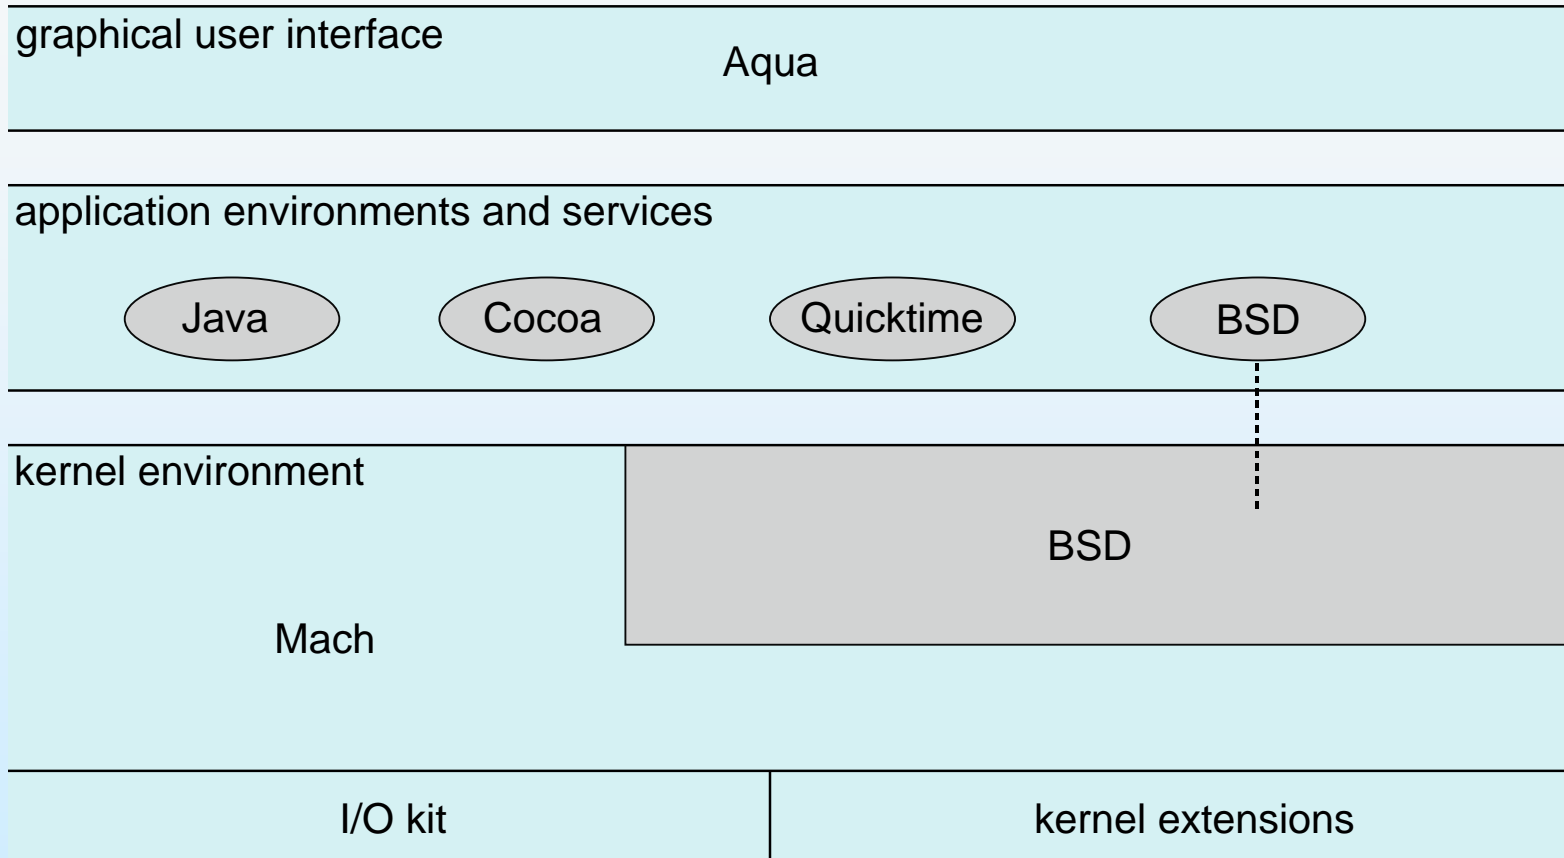 graphical user interface
Aqua
application environments and services
Java
Cocoa
Quicktime
BSD
kernel environment
BSD
Mach
I/O kit
kernel extensions